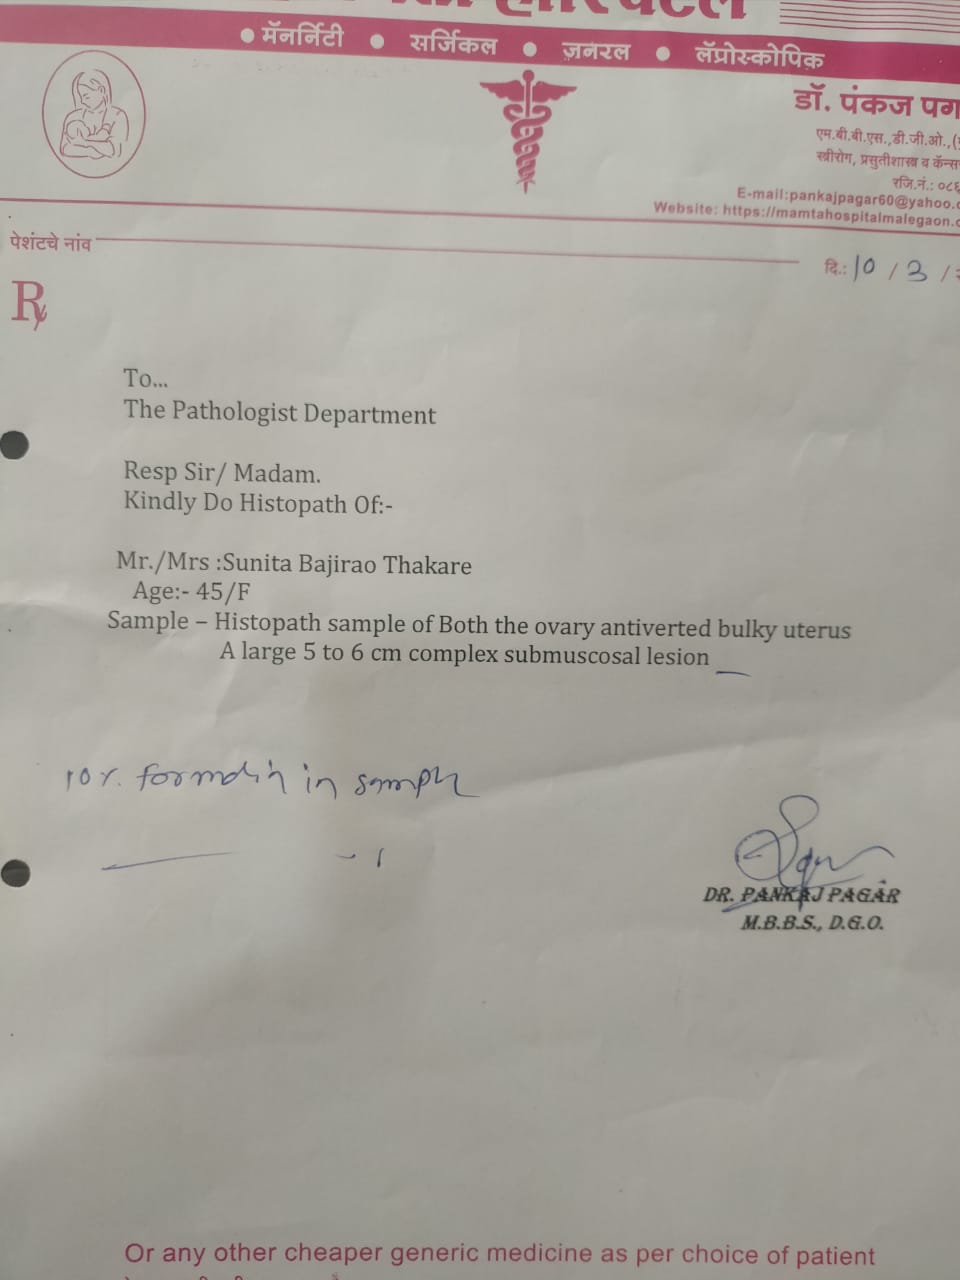 ● मॅनर्निटी ● सर्जिकल ● ज़नरल ● लॅप्रोस्कोपिक
डॉ. पंकज
एम.बी.बी.एस.,डी.जी.ओ.,
स्त्रीरोग, प्रसुतीशास्त्र व
रजि.नं.: ०८६
E-mail:pankajpagar60@yahoo.c
Website: https://mamtahospitalmalegaon.c
पेशंटचे नांव
दि.: 10 / 3 /
Rx
To...
The Pathologist Department
Resp Sir/ Madam.
Kindly Do Histopath Of:-
Mr./Mrs :Sunita Bajirao Thakare
Age:- 45/F
Sample – Histopath sample of Both the ovary antiverted bulky uterus
A large 5 to 6 cm complex submuscosal lesion
10%. formalin in sample
DR. PANKAJ PAGAR
M.B.B.S., D.G.O.
Or any other cheaper generic medicine as per choice of patient